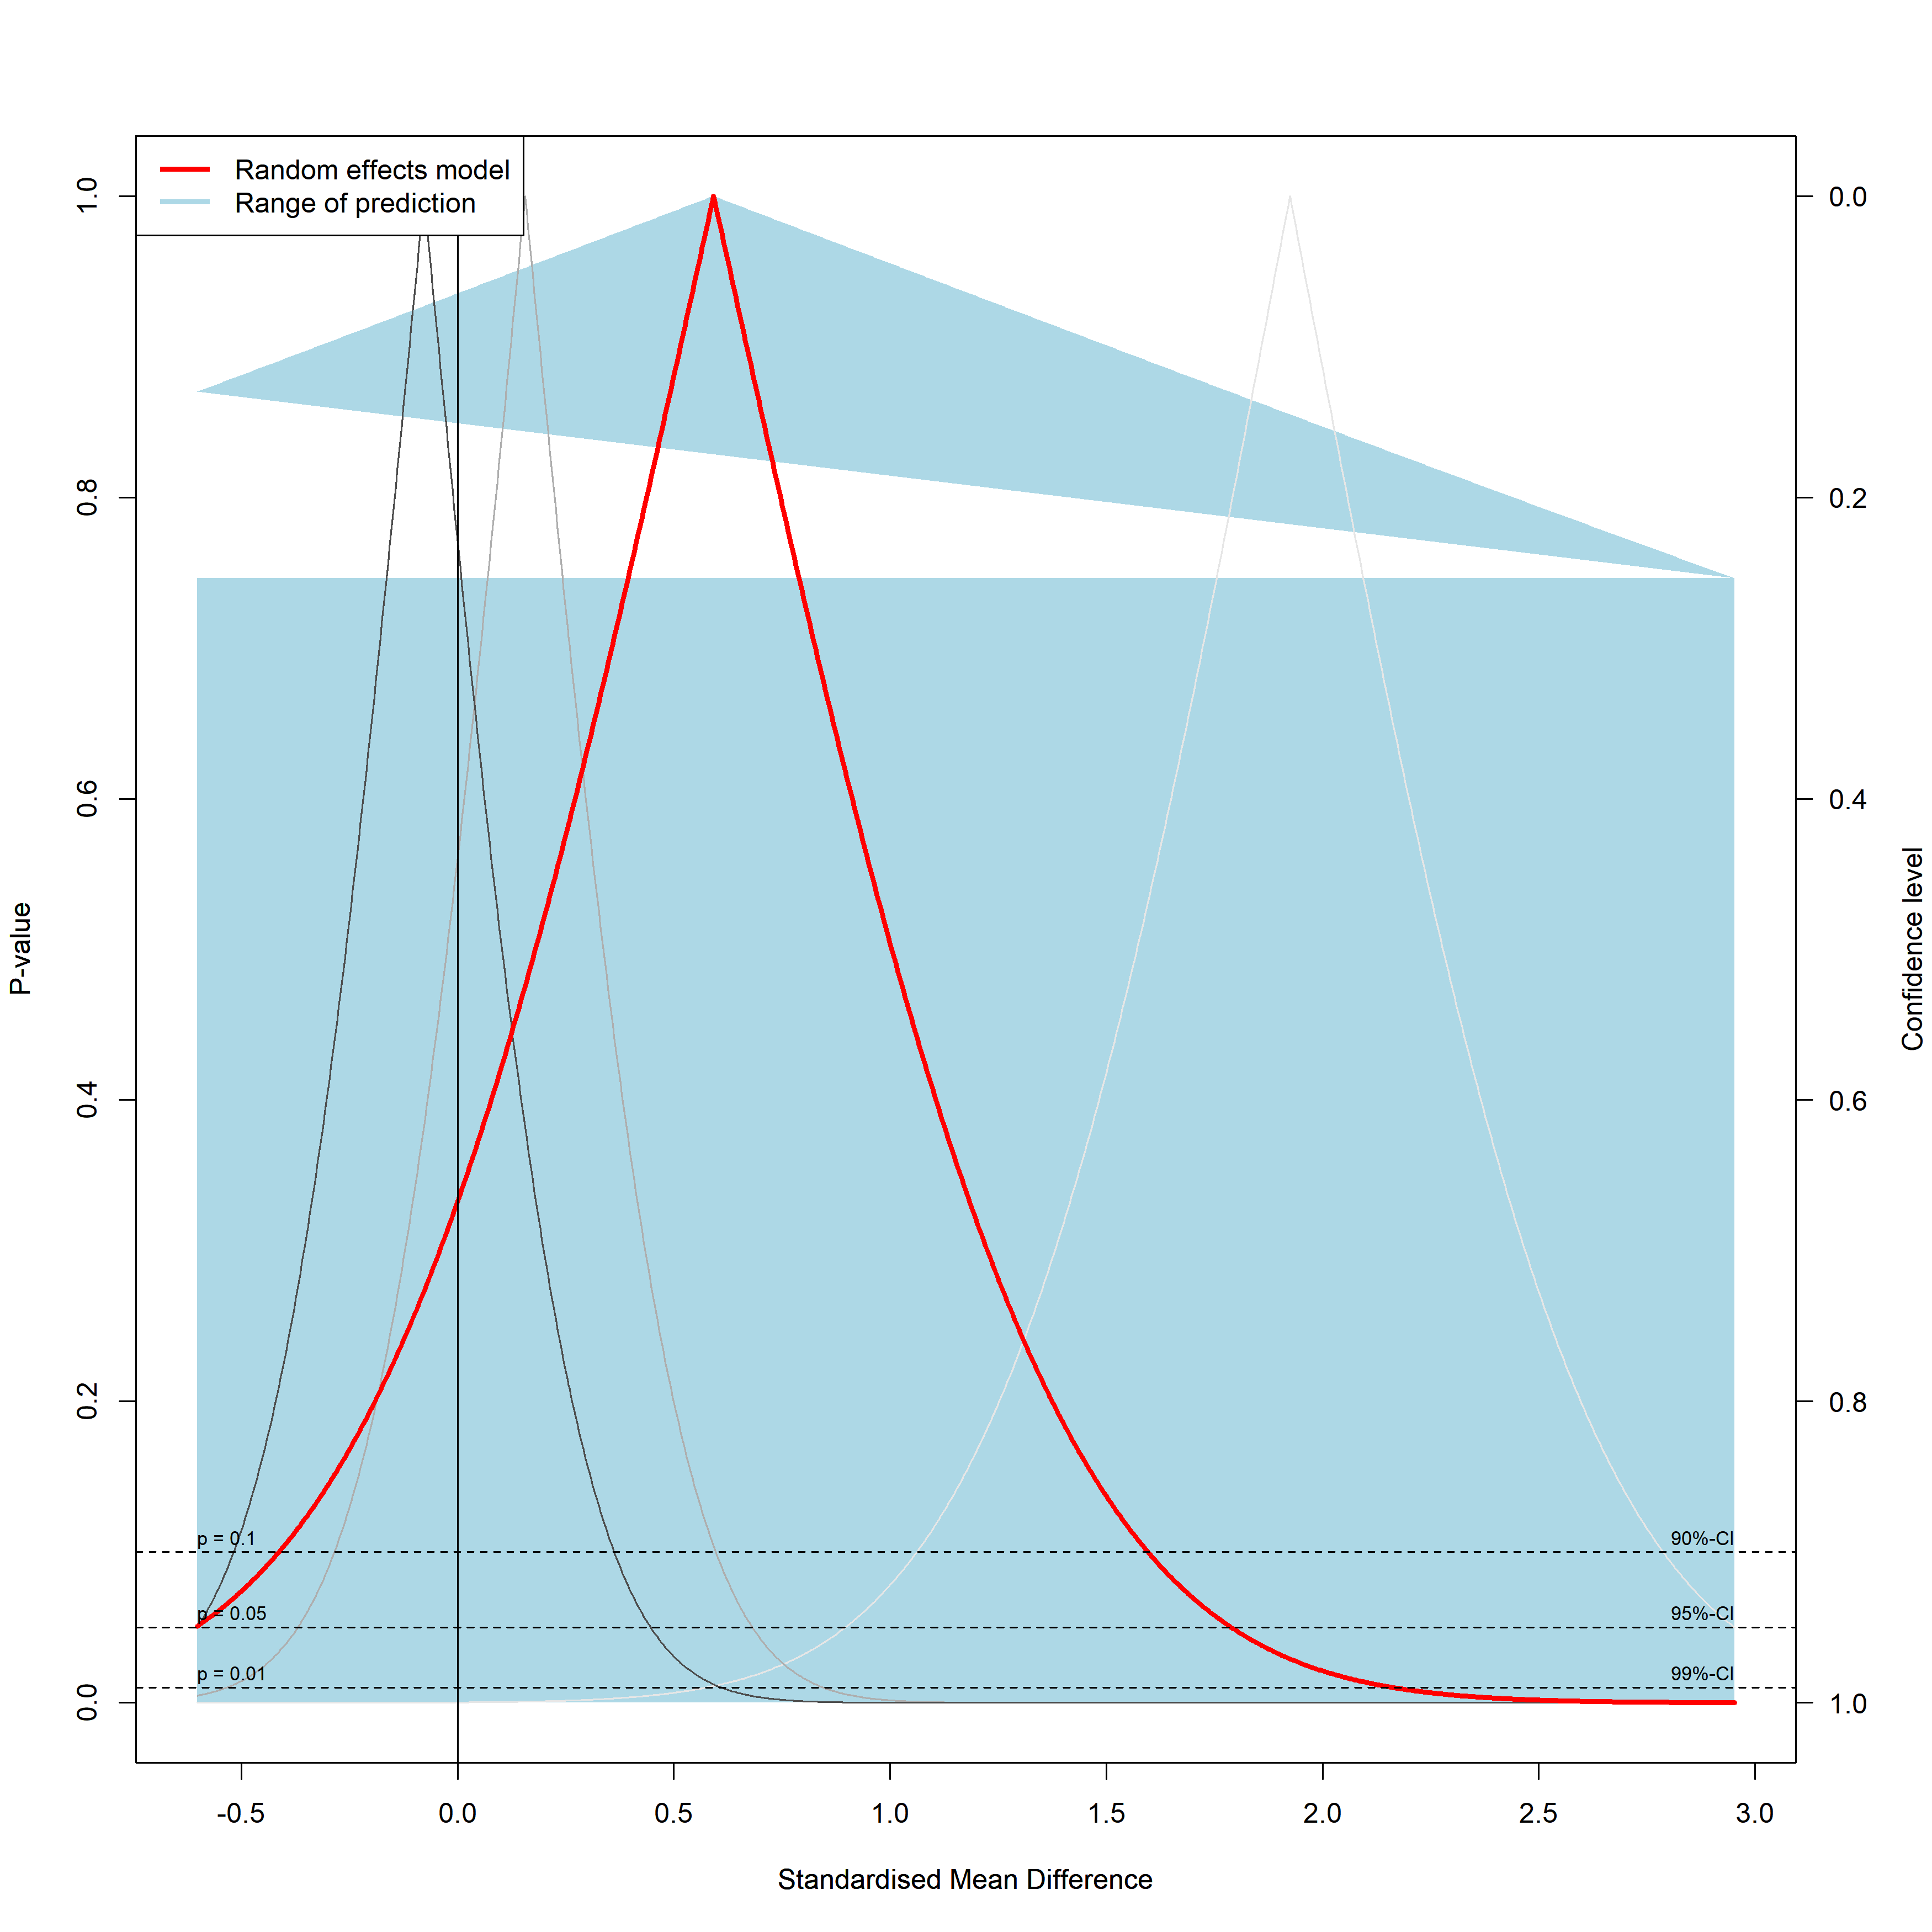 Random effects model
Range of prediction
1.0
0.8
0.6
0.4
0.2
0.0
P-value
0.0
0.2
0.4
0.6
0.8
1.0
Confidence level
p = 0.1
90%-CI
p = 0.05
95%-CI
p = 0.01
99%-CI
-0.5
0.0
0.5
1.0
1.5
2.0
2.5
3.0
Standardised Mean Difference